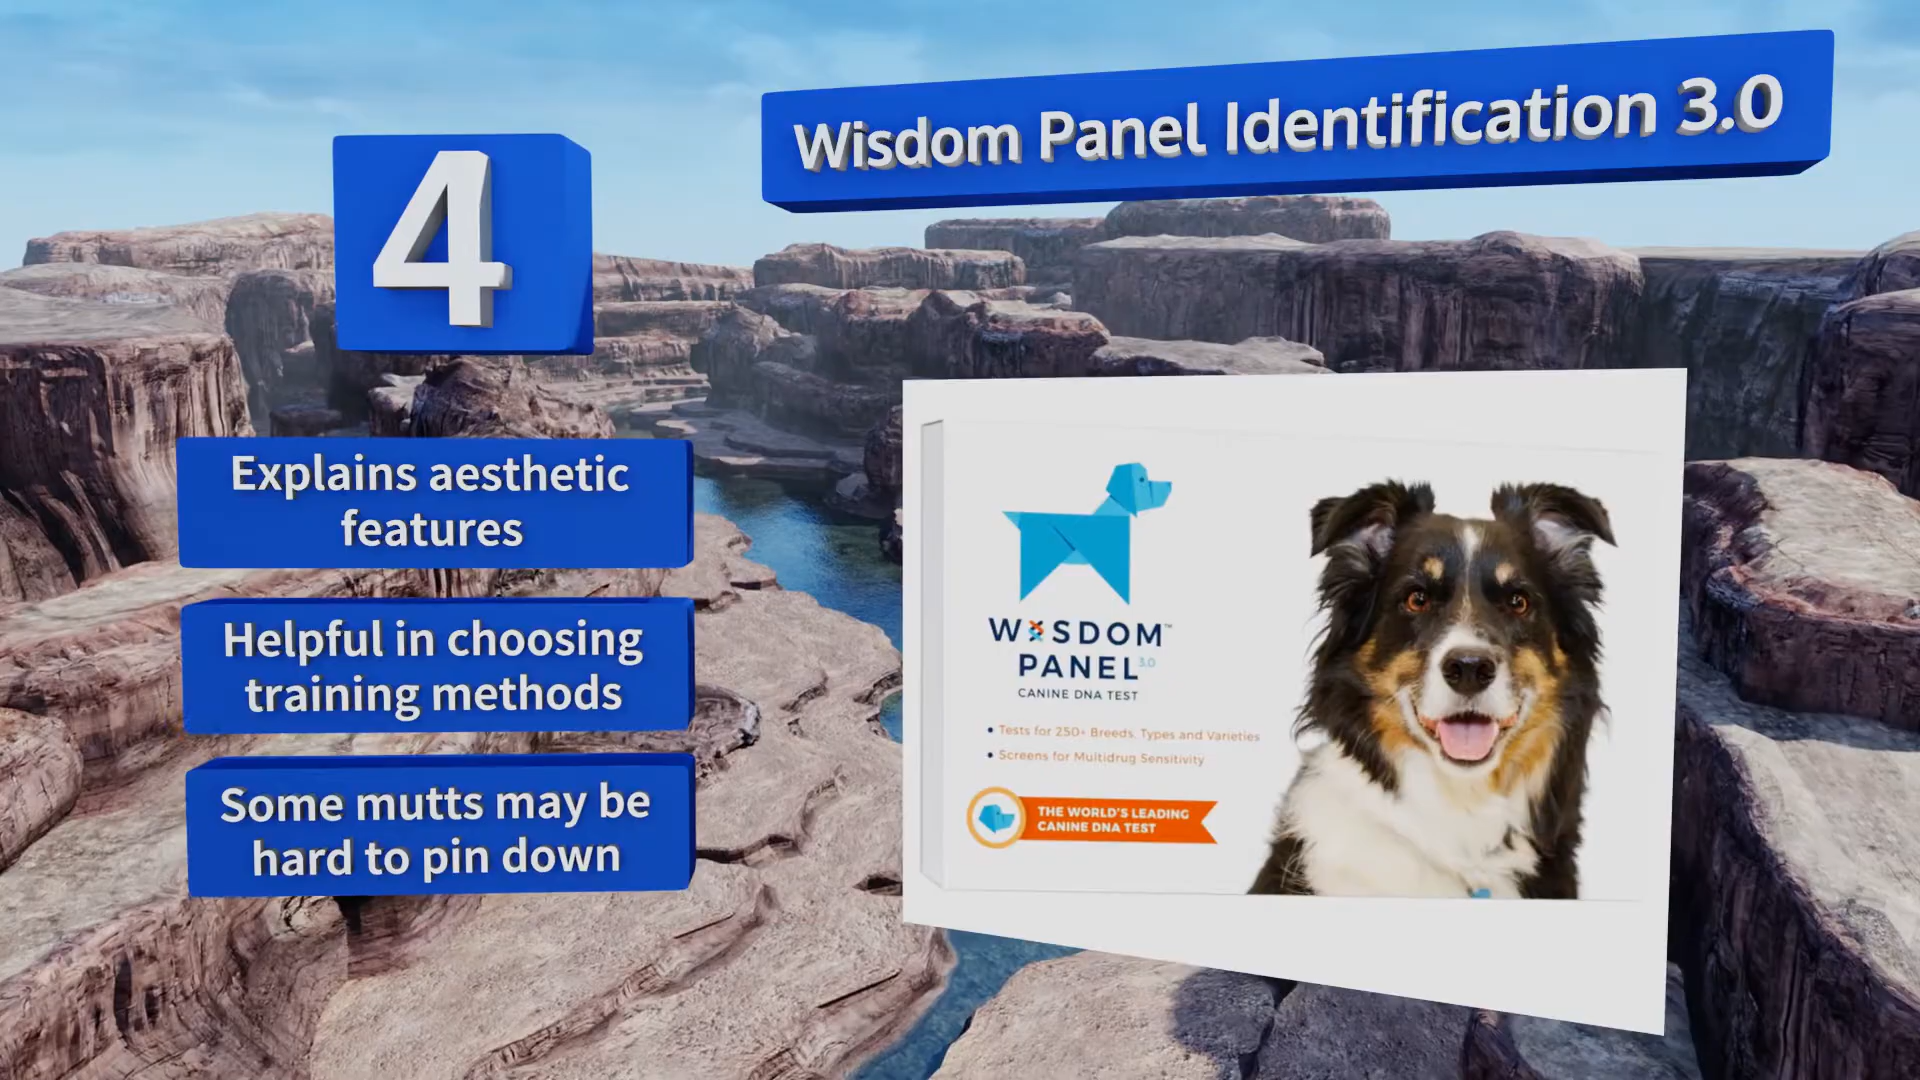 4
Wisdom Panel Identification 3.0
Explains aesthetic
features
Helpful in choosing
training methods
Some mutts may be
hard to pin down
WISDOM™
PANEL 3.0
CANINE DNA TEST
• Tests for 250+ Breeds, Types and Varieties
• Screens for Multidrug Sensitivity
THE WORLD'S LEADING
CANINE DNA TEST